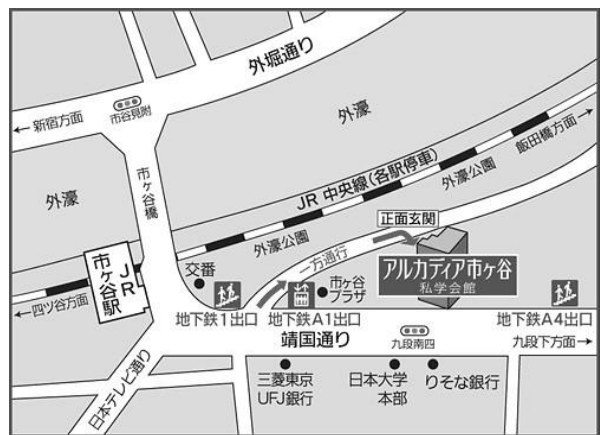 外堀通り
←新宿方面
市谷見附
外濠
飯田橋方面→
市ヶ谷橋
JR 中央線(各駅停車)
外濠公園
外濠
正面玄関
外濠公園
一方通行
交番
アルカディア市ヶ谷
私学会館
JR
市ヶ谷駅
市ヶ谷
プラザ
←四ツ谷方面
地下鉄1出口
地下鉄A1出口
地下鉄A4出口
靖国通り
九段南四
九段下方面→
日本テレビ通り
三菱東京
UFJ銀行
日本大学
本部
りそな銀行